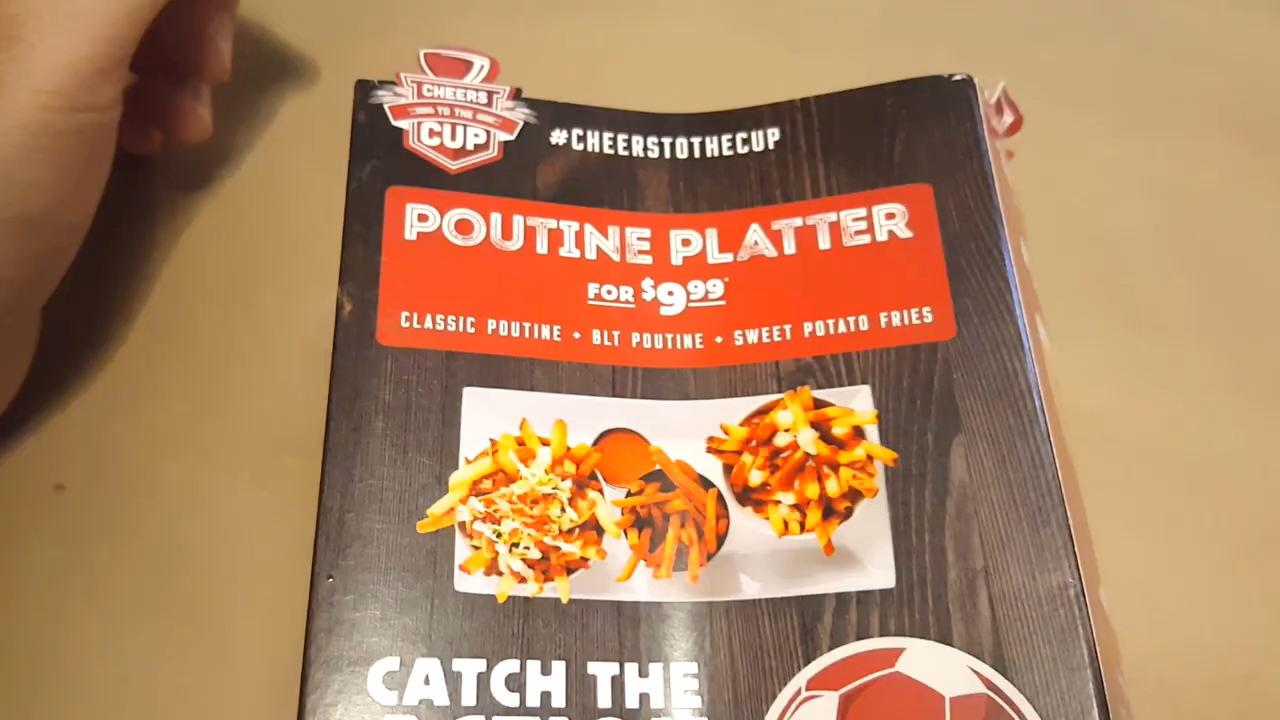 CHEERS
TO THE
CUP
#CHEERSTOTHECUP
POUTINE PLATTER
FOR $9.99*
CLASSIC POUTINE • BLT POUTINE • SWEET POTATO FRIES
CATCH THE
ACTION